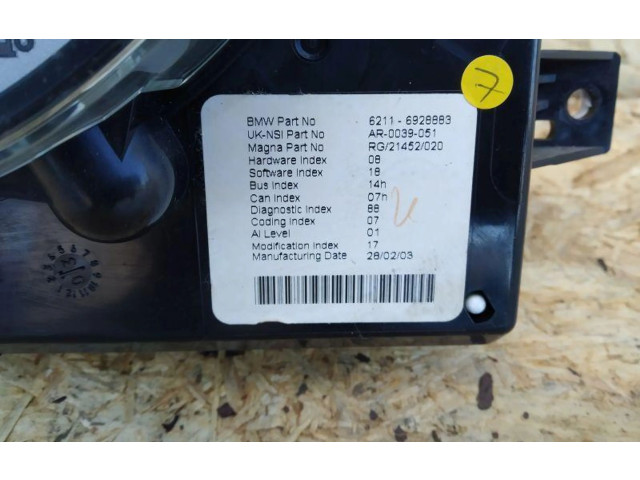 7
BMW Part No 6211 - 6928883
UK-NSI Part No AR-0039-051
Magna Part No RG/21452/020
Hardware Index 08
Software Index 18
Bus Index 14h
Can Index 07h
Diagnostic Index 88
Coding Index 07
AI Level 01
Modification Index 17
Manufacturing Date 28/02/03